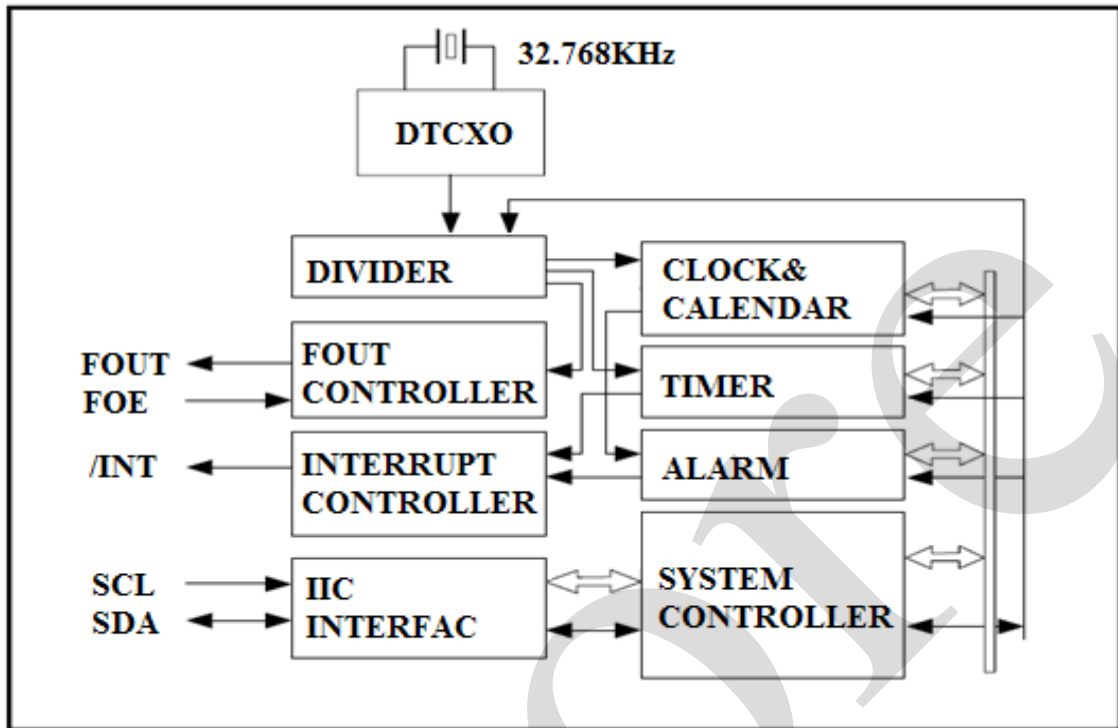 32.768KHz
DTCXO
DIVIDER
CLOCK&
CALENDAR
FOUT
FOE
FOUT
CONTROLLER
TIMER
/INT
INTERRUPT
CONTROLLER
ALARM
SCL
SDA
IIC
INTERFAC
SYSTEM
CONTROLLER
ore